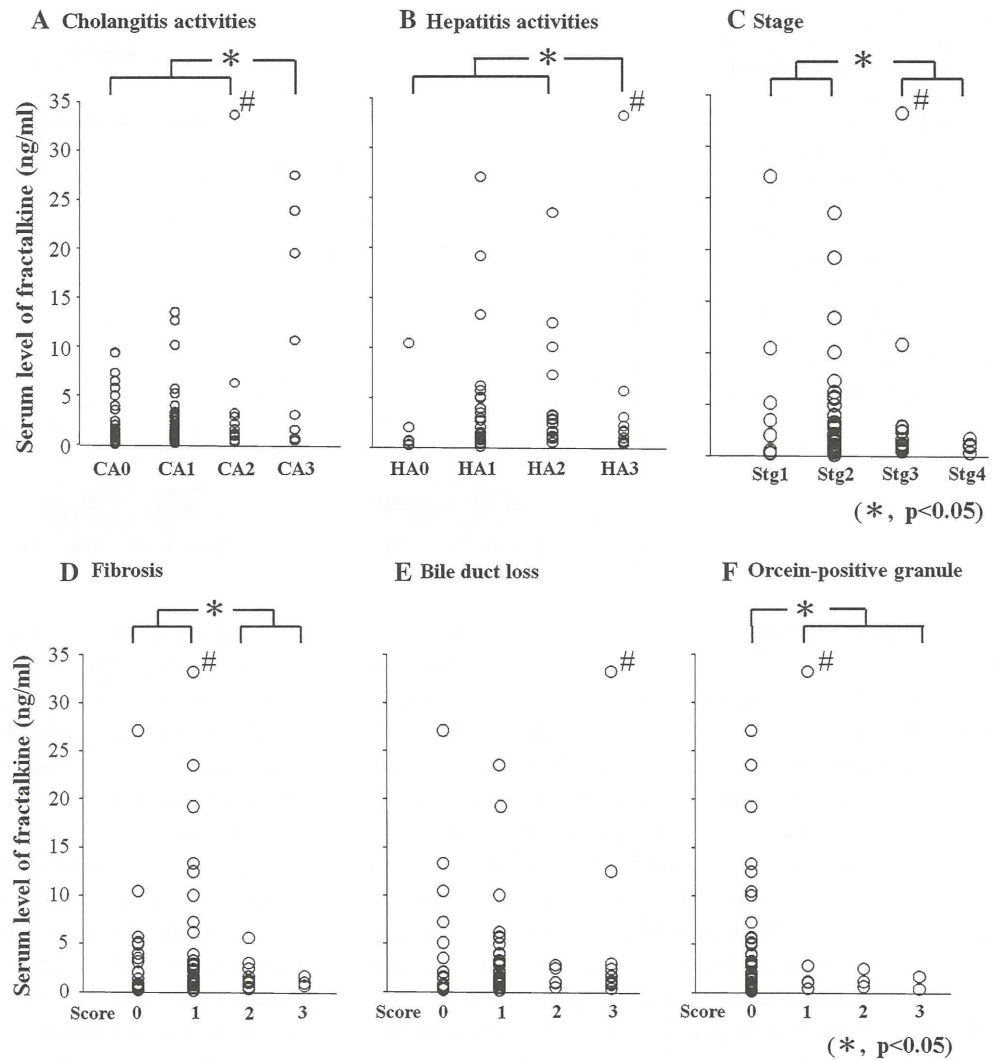 A Cholangitis activities
B Hepatitis activities
C Stage
*
*
*
#
#
#
Serum level of fractalkine (ng/ml)
35
30
25
20
15
10
5
0
CA0 CA1 CA2 CA3
HA0 HA1 HA2 HA3
Stg1 Stg2 Stg3 Stg4
(*, p<0.05)
D Fibrosis
E Bile duct loss
F Orcein-positive granule
*
*
#
#
#
Serum level of fractalkine (ng/ml)
35
30
25
20
15
10
5
0
Score 0 1 2 3
Score 0 1 2 3
Score 0 1 2 3
(*, p<0.05)